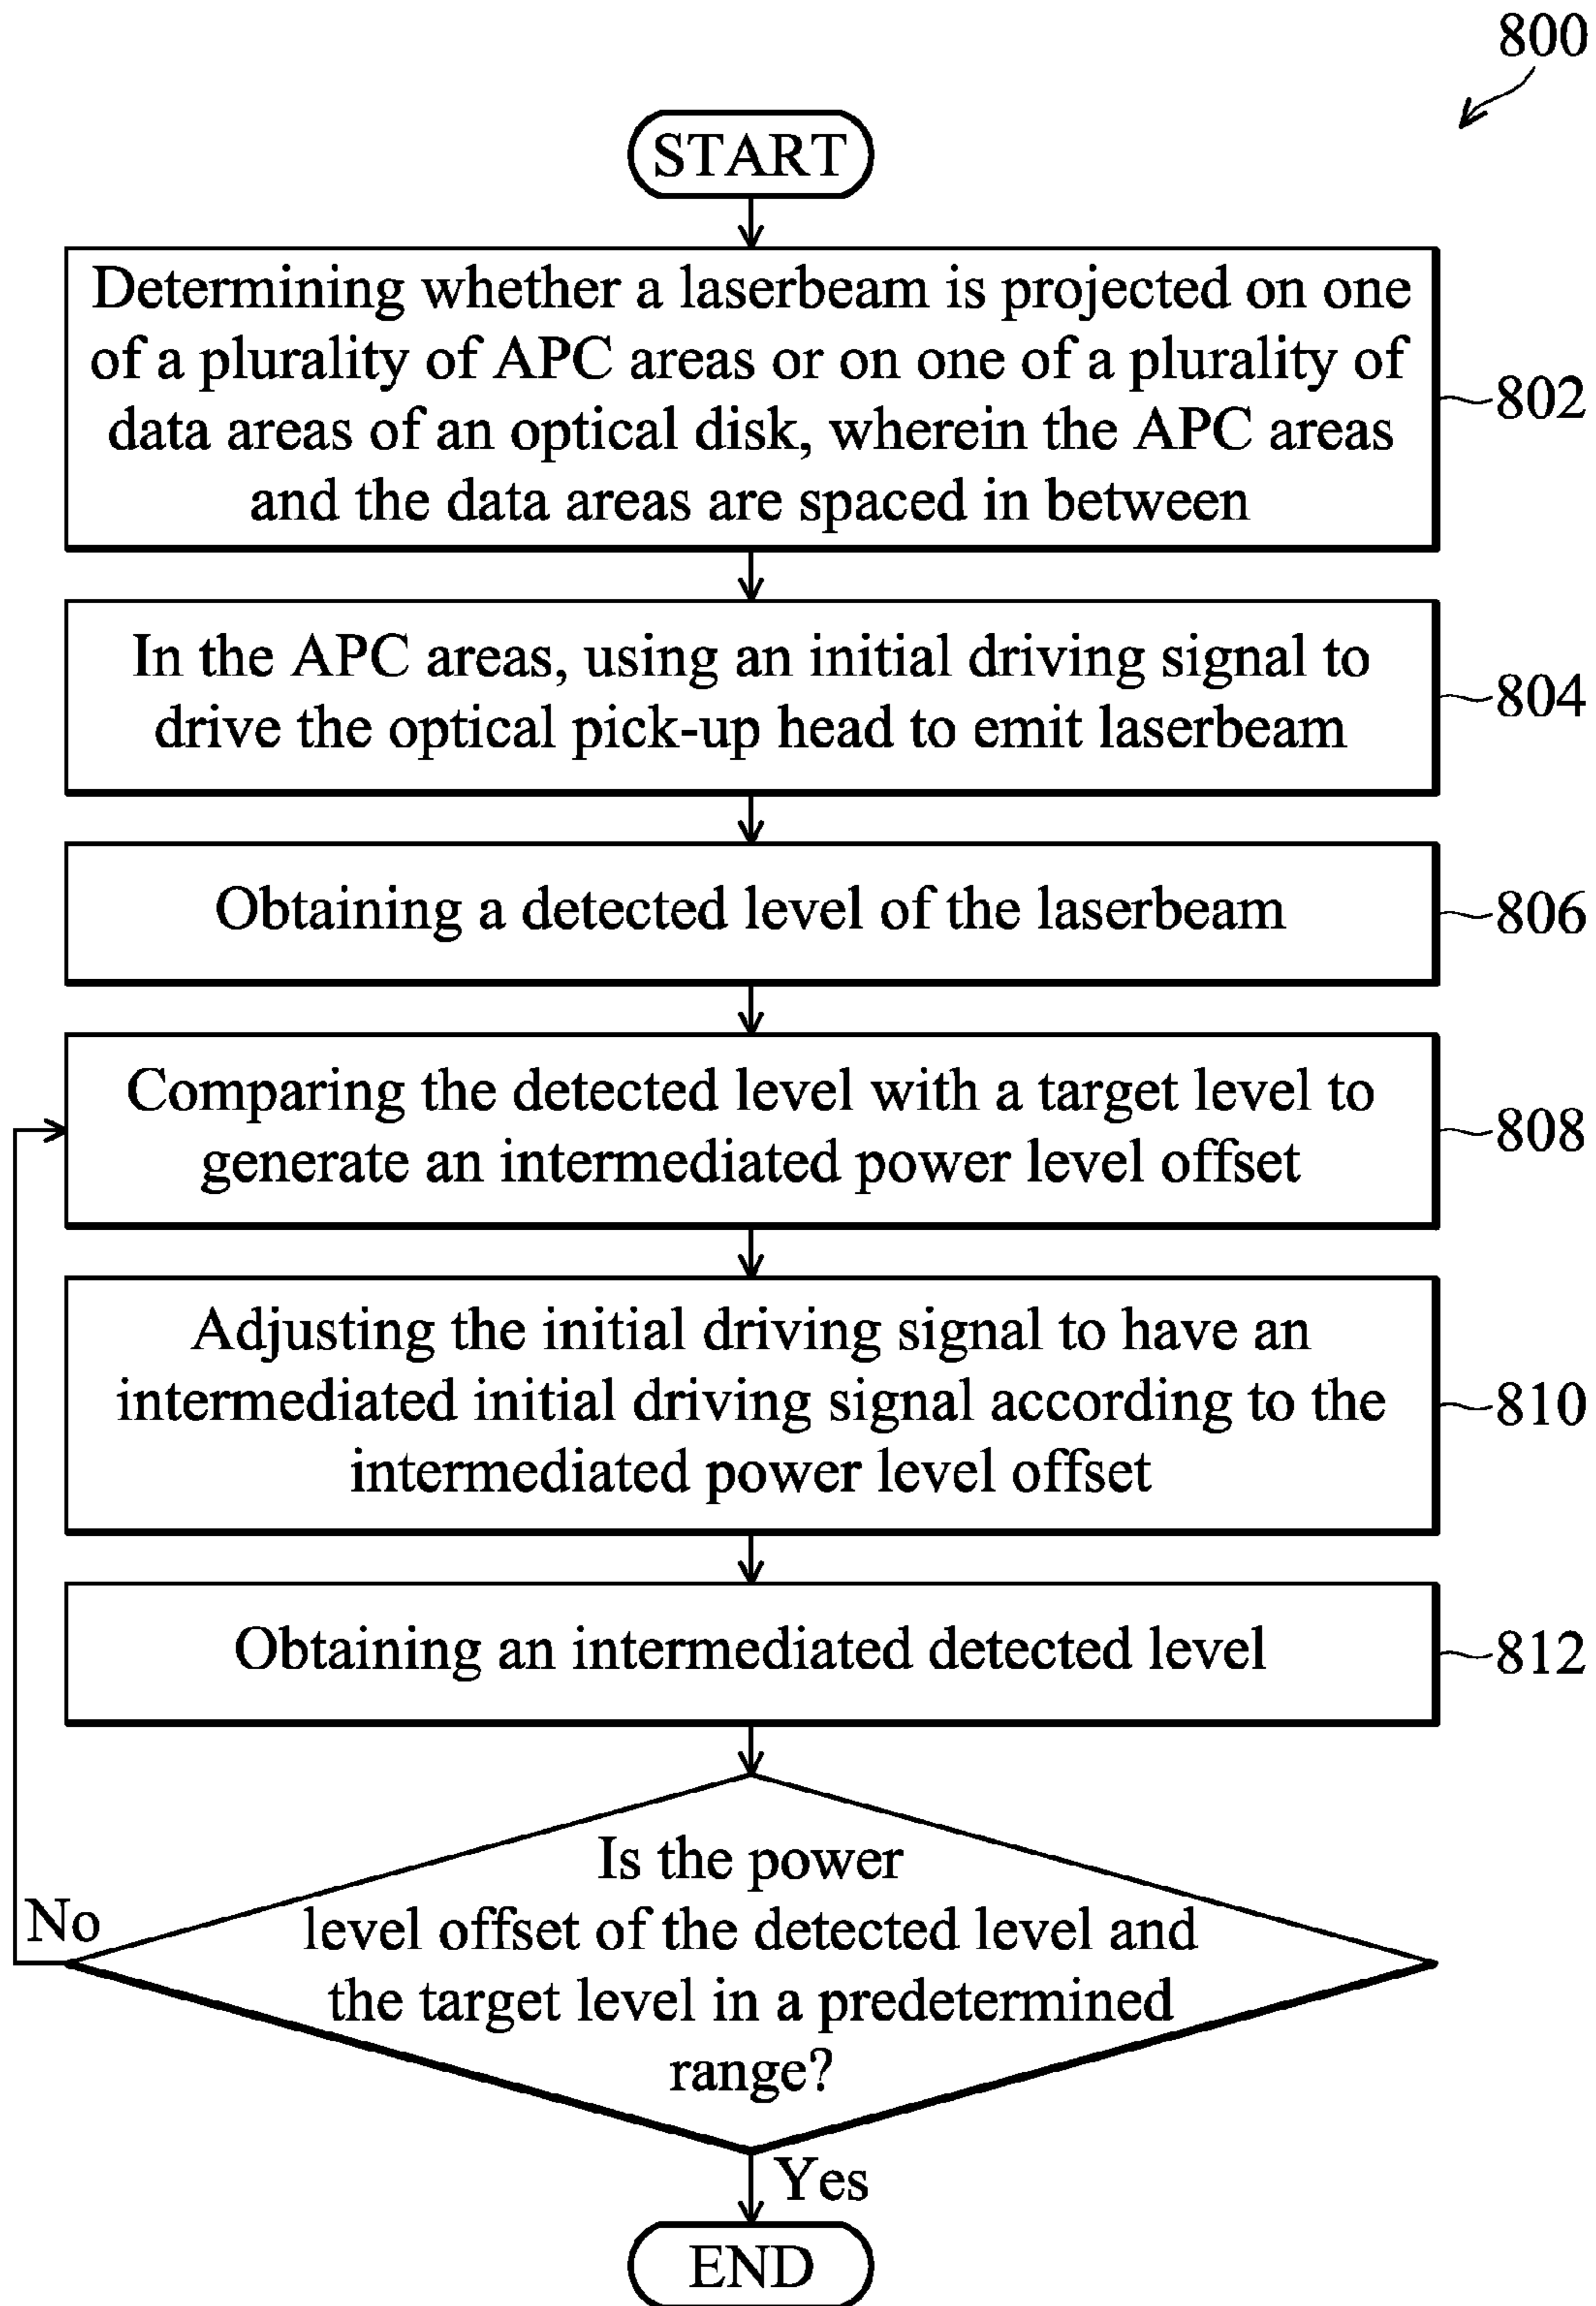 800
START
Determining whether a laserbeam is projected on one
of a plurality of APC areas or on one of a plurality of
data areas of an optical disk, wherein the APC areas
and the data areas are spaced in between
802
In the APC areas, using an initial driving signal to
drive the optical pick-up head to emit laserbeam
804
Obtaining a detected level of the laserbeam
806
Comparing the detected level with a target level to
generate an intermediated power level offset
808
Adjusting the initial driving signal to have an
intermediated initial driving signal according to the
intermediated power level offset
810
Obtaining an intermediated detected level
812
Is the power
level offset of the detected level and
the target level in a predetermined
range?
No
Yes
END